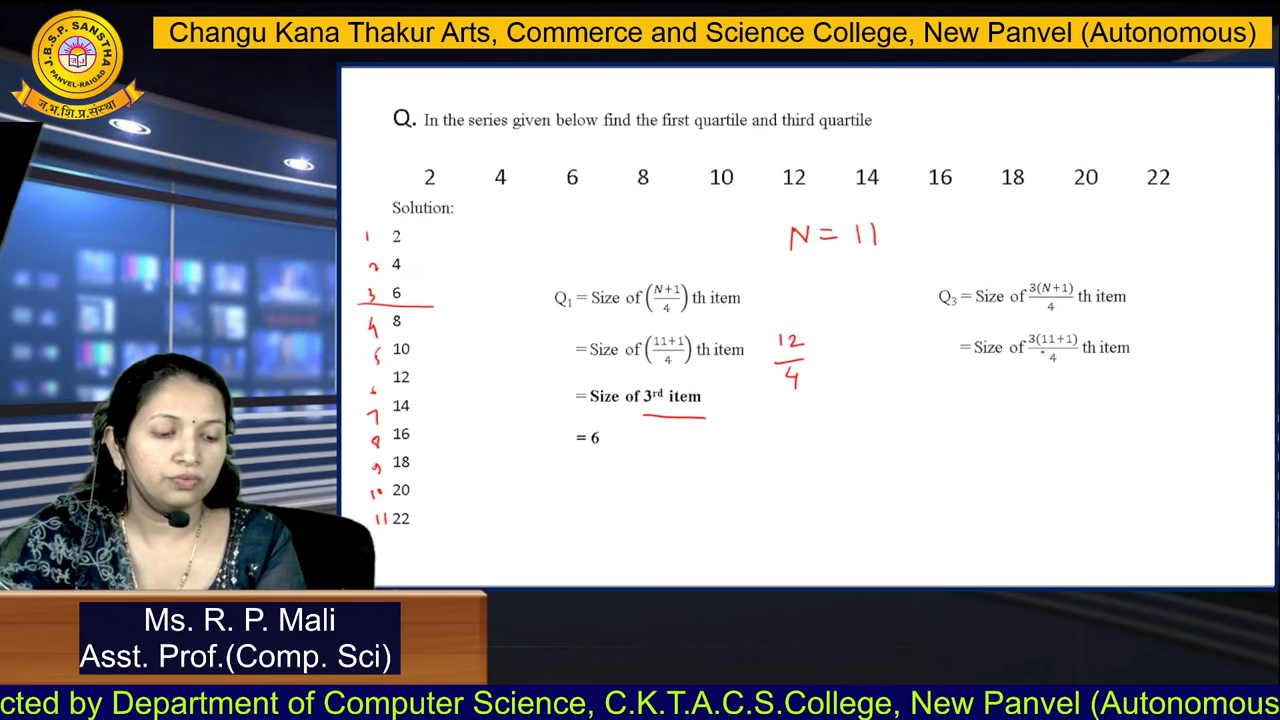 Changu Kana Thakur Arts, Commerce and Science College, New Panvel (Autonomous)
J.B.S.P. SANSTHA
PANVEL-RAIGAD
ज.भ.शि.प्र.संस्था
Q. In the series given below find the first quartile and third quartile
2 4 6 8 10 12 14 16 18 20 22
Solution:
N = 11
1 2
2 4
3 6
4 8
5 10
6 12
7 14
8 16
9 18
10 20
11 22
Q₁ = Size of ((N+1)/4) th item
= Size of ((11+1)/4) th item
12/4
= Size of 3rd item
= 6
Q₃ = Size of 3(N+1)/4 th item
= Size of 3(11+1)/4 th item
Ms. R. P. Mali
Asst. Prof.(Comp. Sci)
cted by Department of Computer Science, C.K.T.A.C.S.College, New Panvel (Autonomous